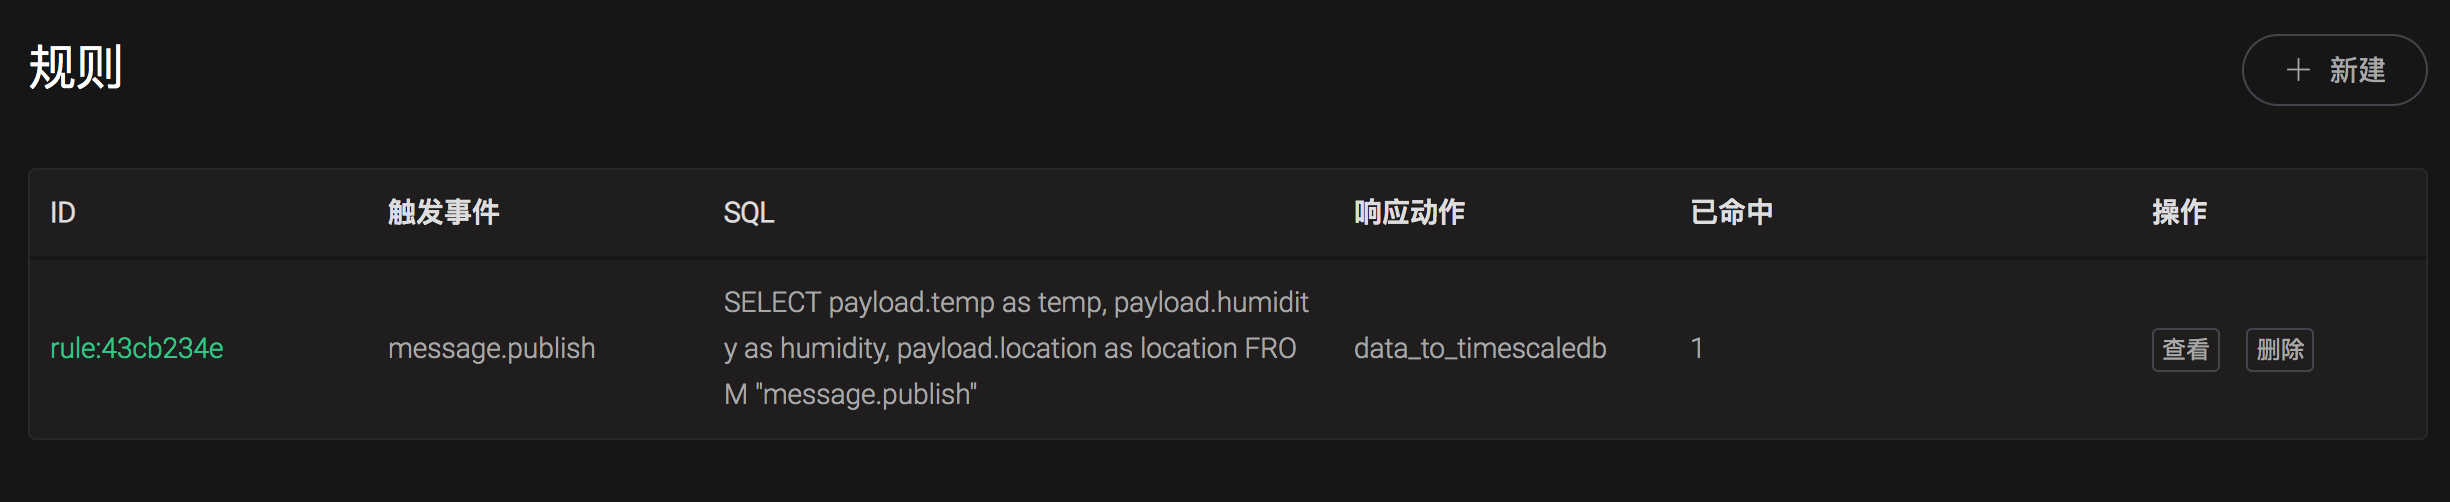 规则
新建
ID 触发事件 SQL 响应动作 已命中 操作
SELECT payload.temp as temp, payload.humidit
rule:43cb234e message.publish y as humidity, payload.location as location FRO data_to_timescaledb 1 查看 删除
M "message.publish"